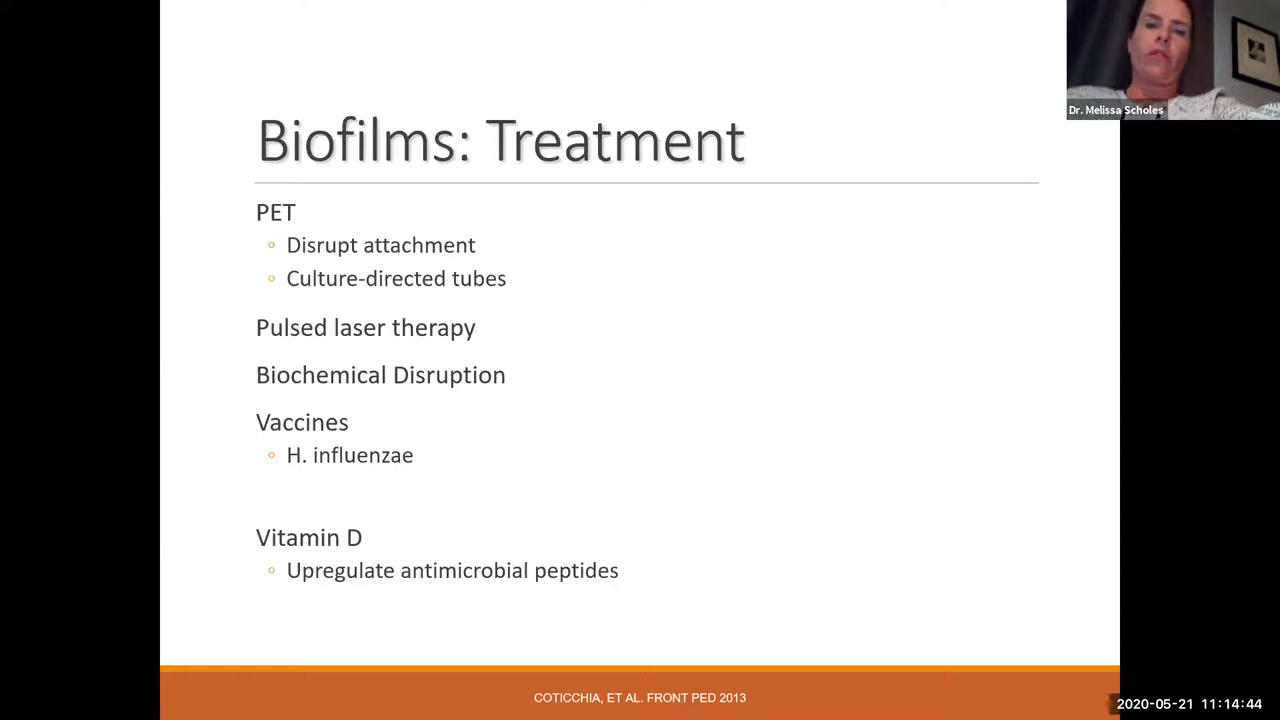 Dr. Melissa Scholes
Biofilms: Treatment
PET
◦ Disrupt attachment
◦ Culture-directed tubes
Pulsed laser therapy
Biochemical Disruption
Vaccines
◦ H. influenzae
Vitamin D
◦ Upregulate antimicrobial peptides
COTICCHIA, ET AL. FRONT PED 2013
2020-05-21 11:14:44